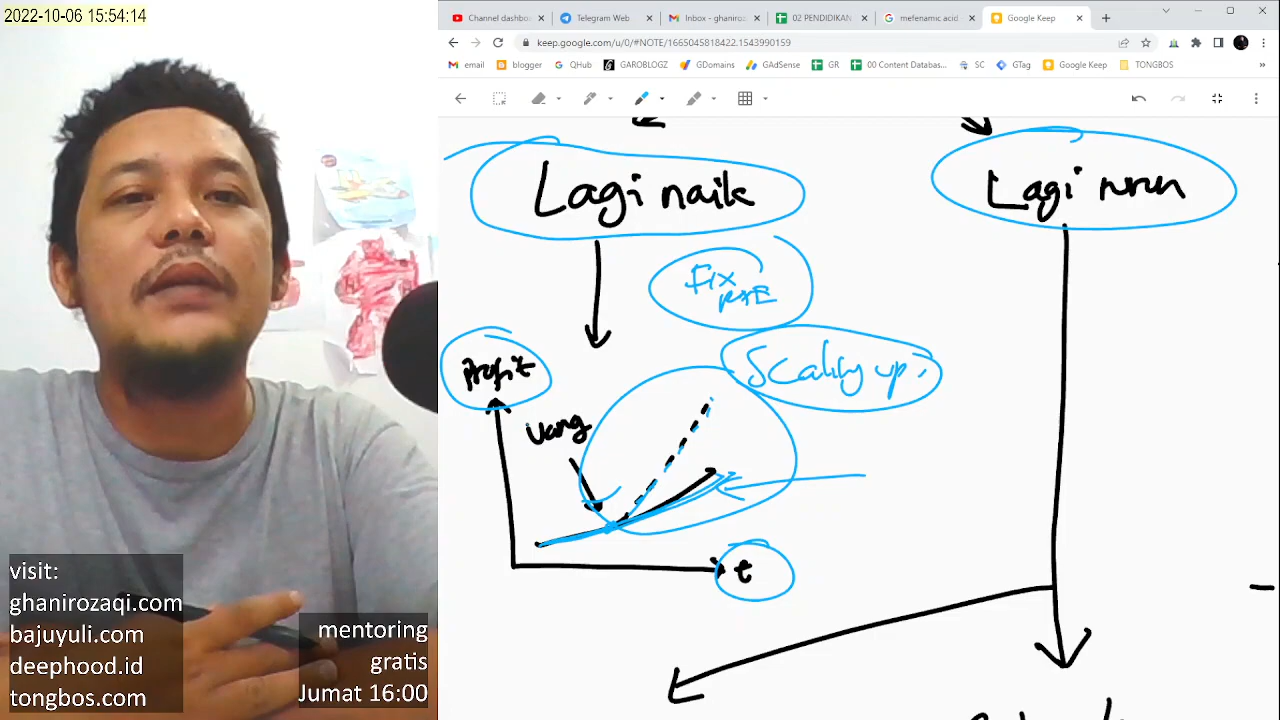 2022-10-06 15:54:14
Channel dashbo
Telegram Web
Inbox - ghaniroz
02 PENDIDIKAN
mefenamic acid
Google Keep
keep.google.com/u/0/#NOTE/1665045818422.1543990159
email
blogger
QHub
GAROBLOGZ
GDomains
GAdSense
GR
00 Content Databas...
SC
GTag
Google Keep
TONGBOS
Lagi naik
Lagi turun
Fix
Scaling up
Profit
Uang
t
visit:
ghanirozaqi.com
bajuyuli.com
deephood.id
tongbos.com
mentoring
gratis
Jumat 16:00